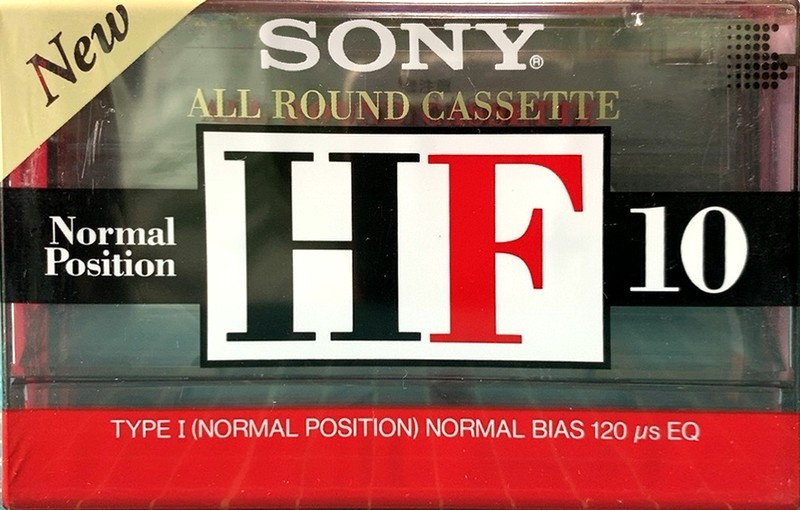 New
SONY®
ALL ROUND CASSETTE
Normal
Position
HF
10
TYPE I (NORMAL POSITION) NORMAL BIAS 120 µs EQ